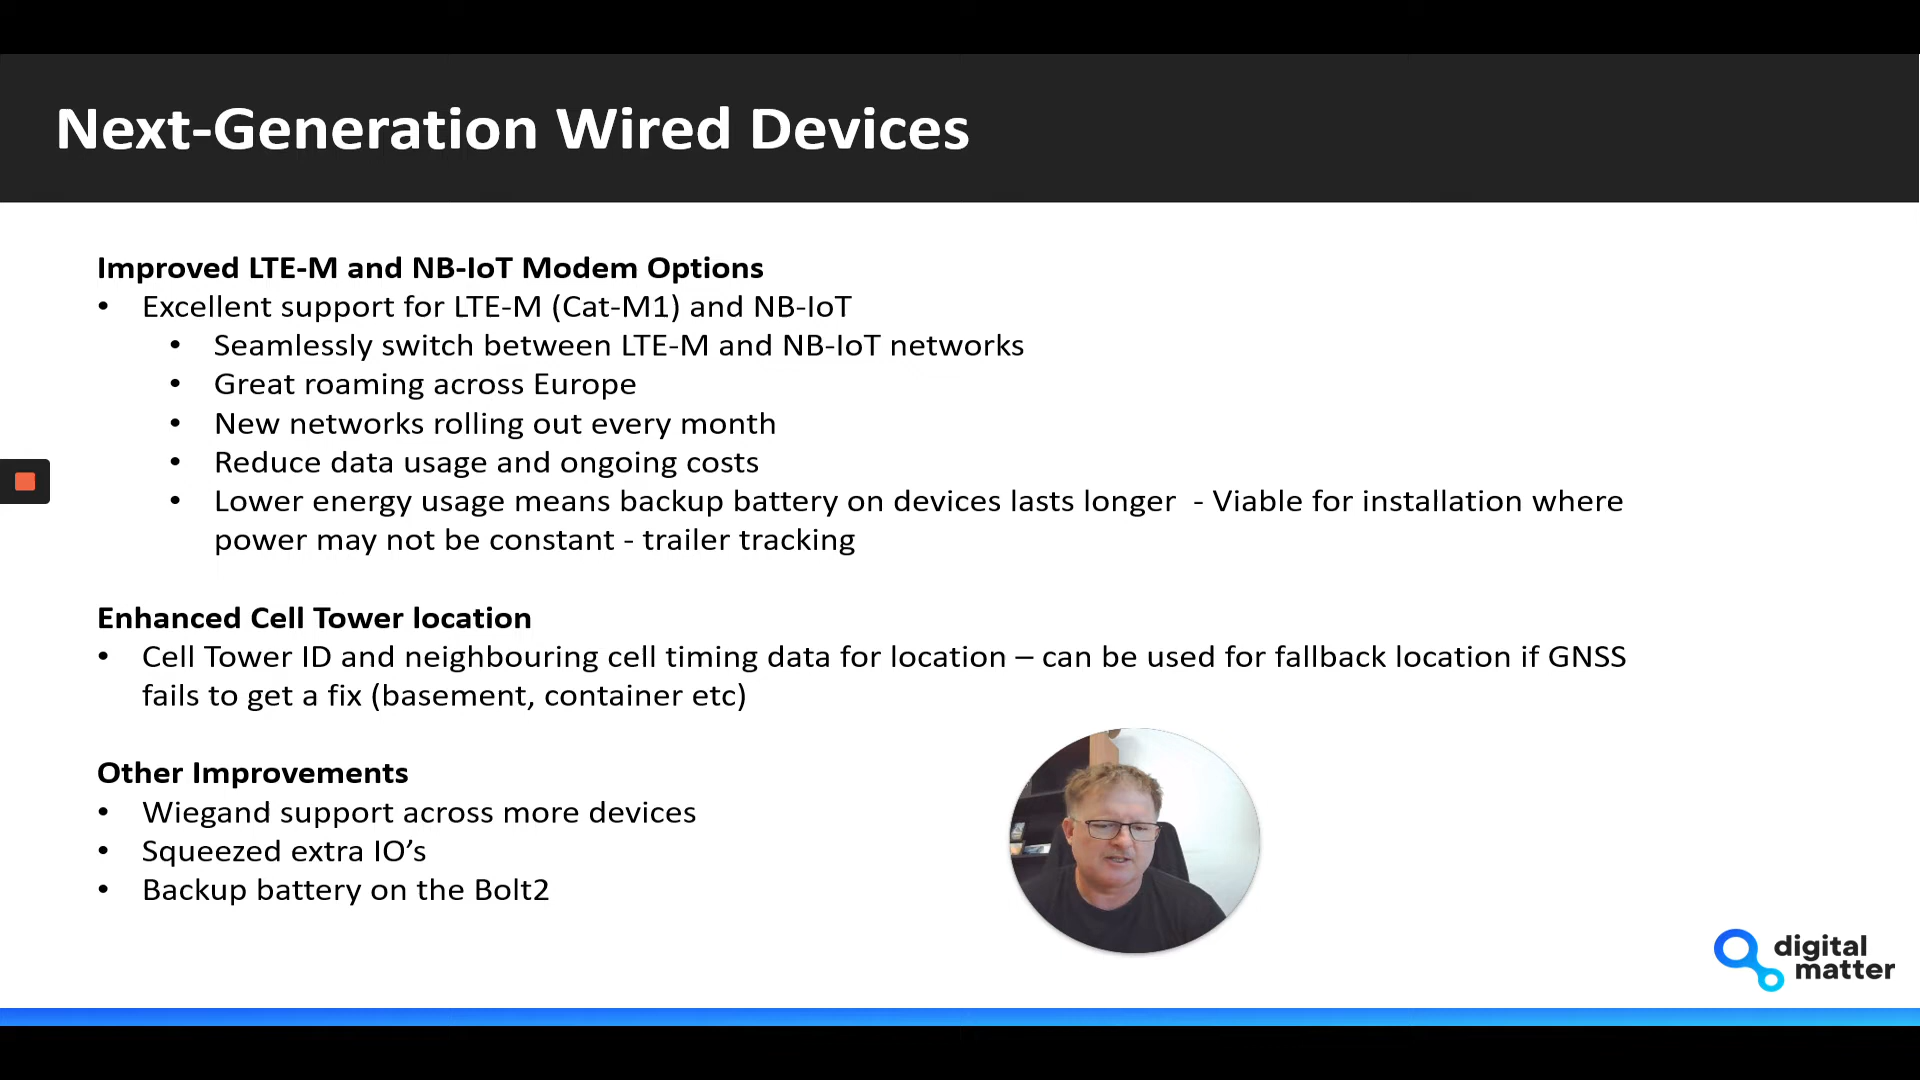 Next-Generation Wired Devices
Improved LTE-M and NB-IoT Modem Options
• Excellent support for LTE-M (Cat-M1) and NB-IoT
• Seamlessly switch between LTE-M and NB-IoT networks
• Great roaming across Europe
• New networks rolling out every month
• Reduce data usage and ongoing costs
• Lower energy usage means backup battery on devices lasts longer  - Viable for installation where
power may not be constant - trailer tracking
Enhanced Cell Tower location
• Cell Tower ID and neighbouring cell timing data for location – can be used for fallback location if GNSS
fails to get a fix (basement, container etc)
Other Improvements
• Wiegand support across more devices
• Squeezed extra IO’s
• Backup battery on the Bolt2
digital
matter